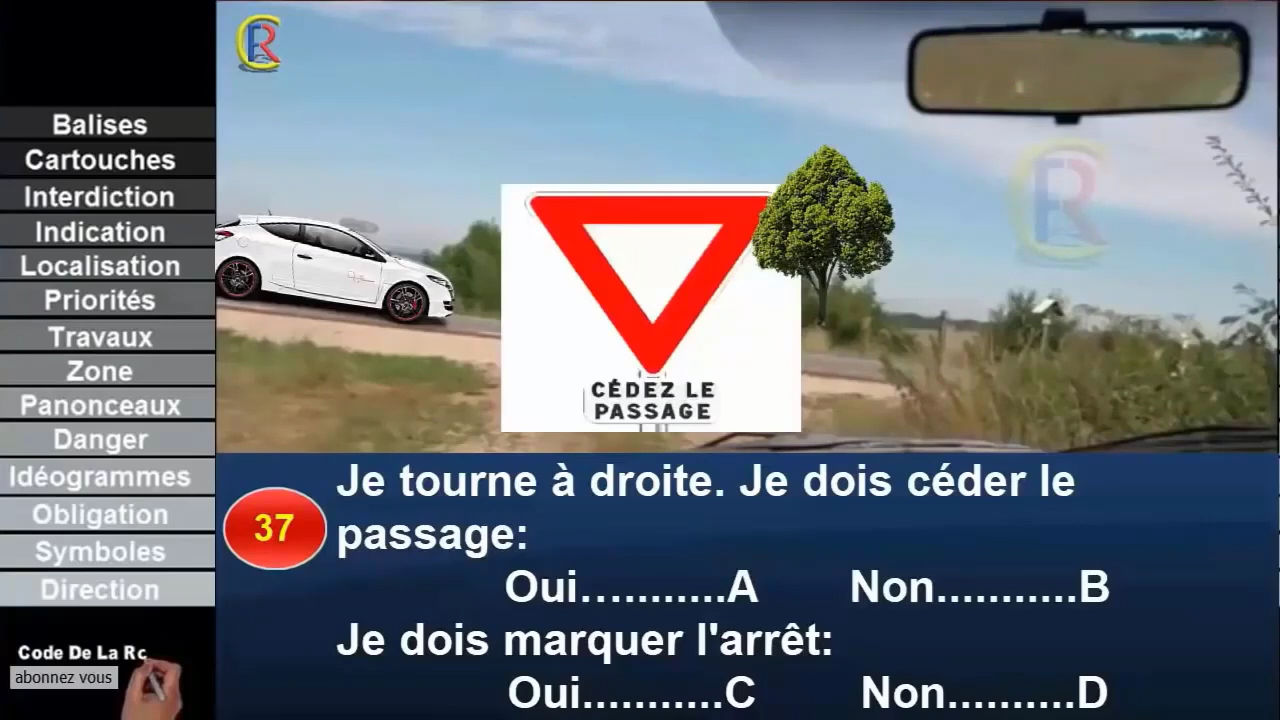 Balises
Cartouches
Interdiction
Indication
Localisation
Priorités
Travaux
Zone
Panonceaux
Danger
Idéogrammes
Obligation
Symboles
Direction
Code De La Rc
abonnez vous
CÉDEZ LE
PASSAGE
37
Je tourne à droite. Je dois céder le
passage:
Oui...........A Non...........B
Je dois marquer l'arrêt:
Oui...........C Non..........D